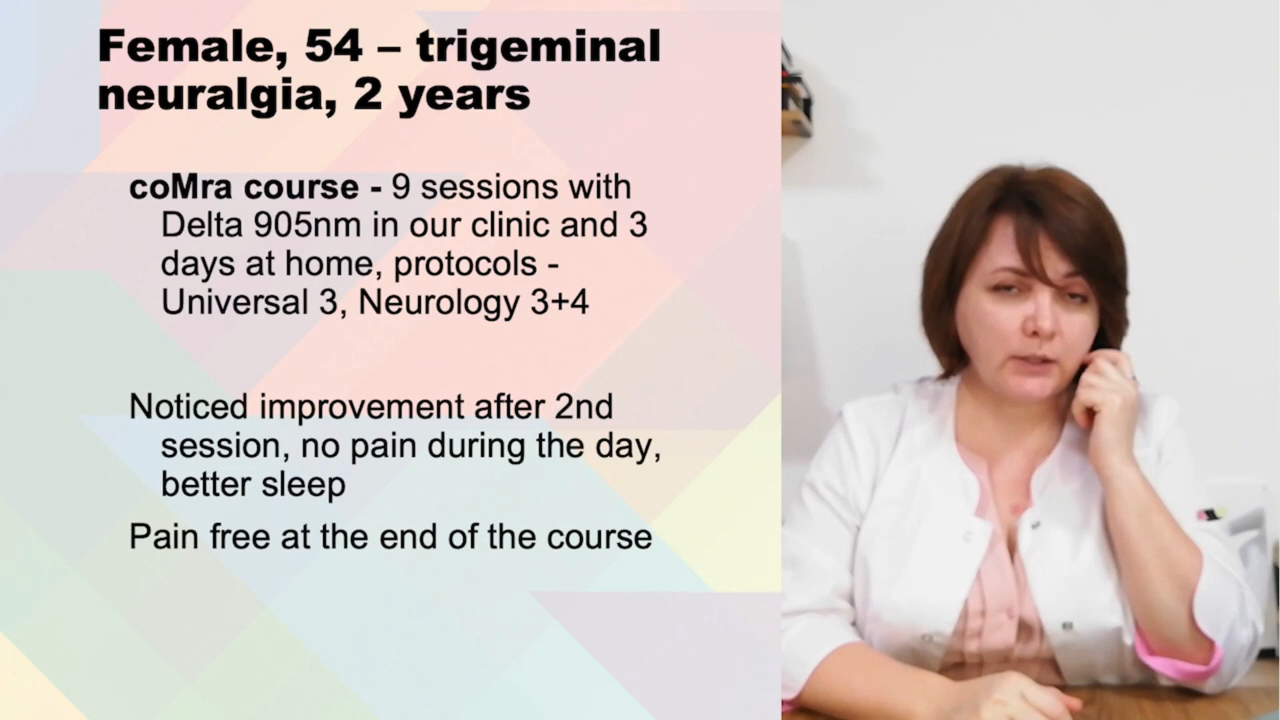 Female, 54 – trigeminal
neuralgia, 2 years
coMra course - 9 sessions with
Delta 905nm in our clinic and 3
days at home, protocols -
Universal 3, Neurology 3+4
Noticed improvement after 2nd
session, no pain during the day,
better sleep
Pain free at the end of the course